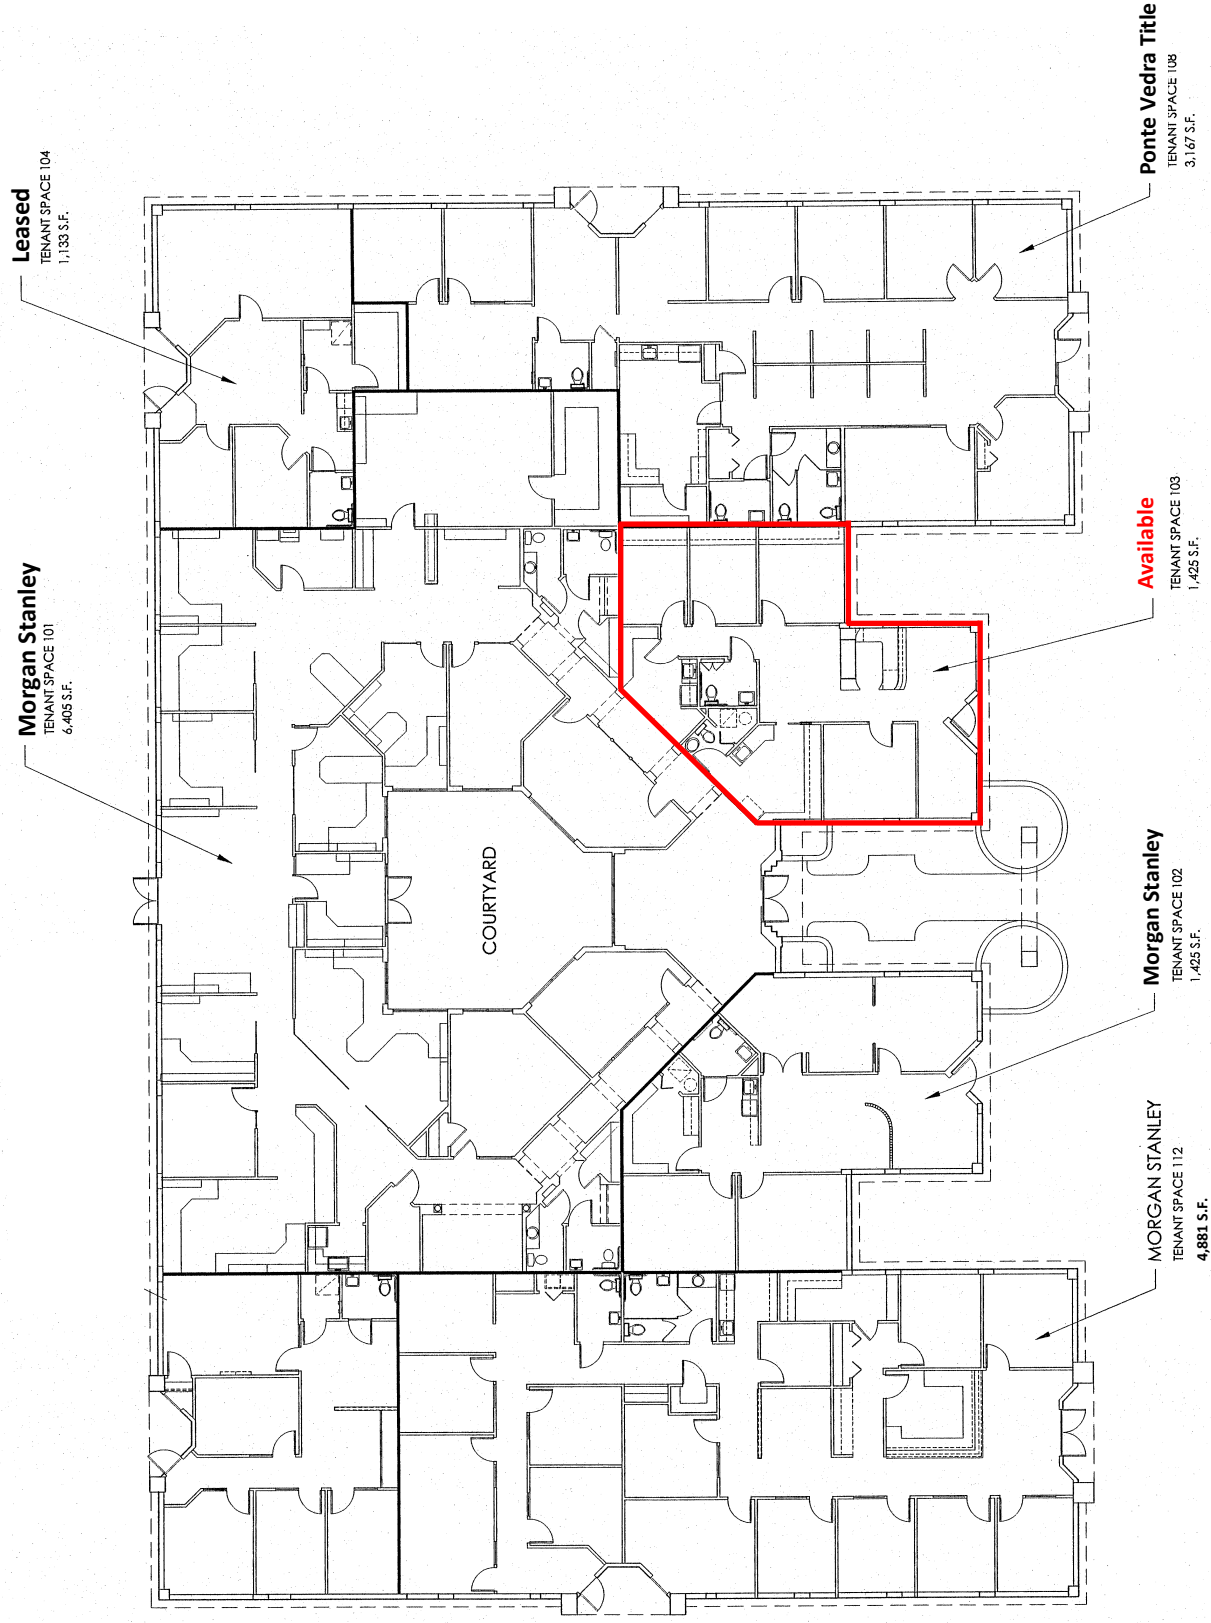 Leased
TENANT SPACE 104
1,133 S.F.
Morgan Stanley
TENANT SPACE 101
6,405 S.F.
COURTYARD
Ponte Vedra Title
TENANT SPACE 108
3,167 S.F.
Available
TENANT SPACE 103
1,425 S.F.
Morgan Stanley
TENANT SPACE 102
1,425 S.F.
MORGAN STANLEY
TENANT SPACE 112
4,881 S.F.